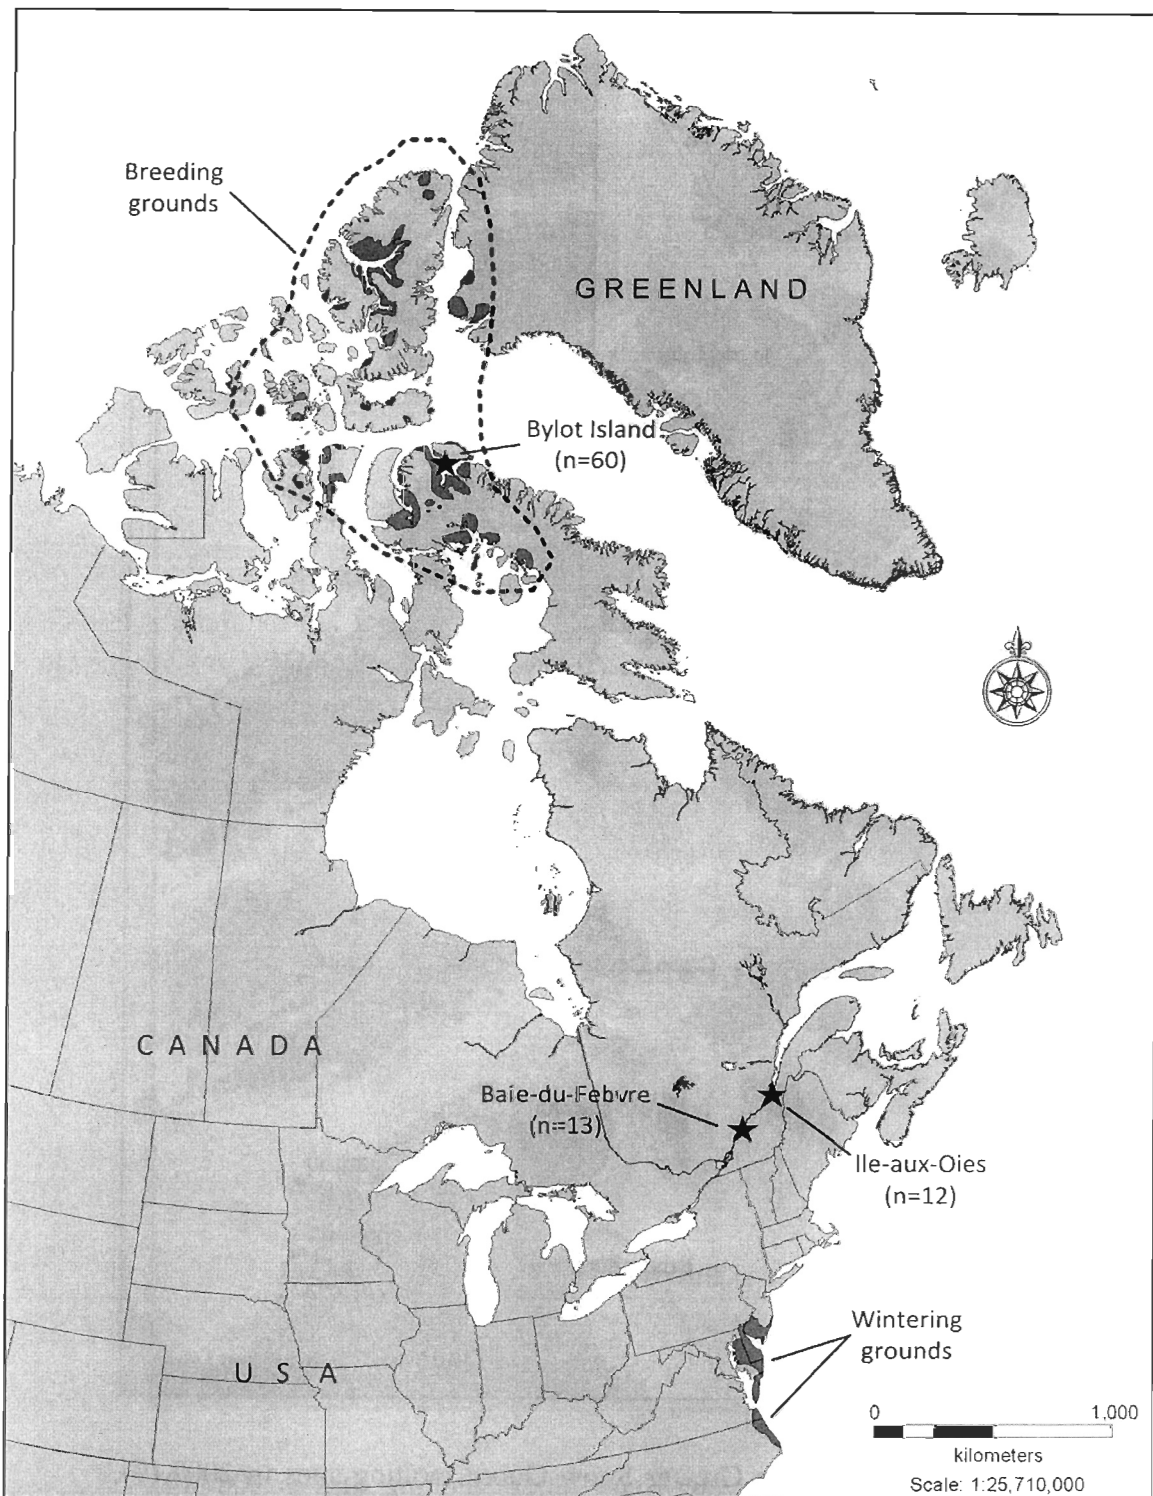 Breeding
grounds
GREENLAND
Bylot Island
(n=60)
CANADA
Baie-du-Febvre
(n=13)
Ile-aux-Oies
(n=12)
Wintering
grounds
USA
0 1,000
kilometers
Scale: 1:25,710,000